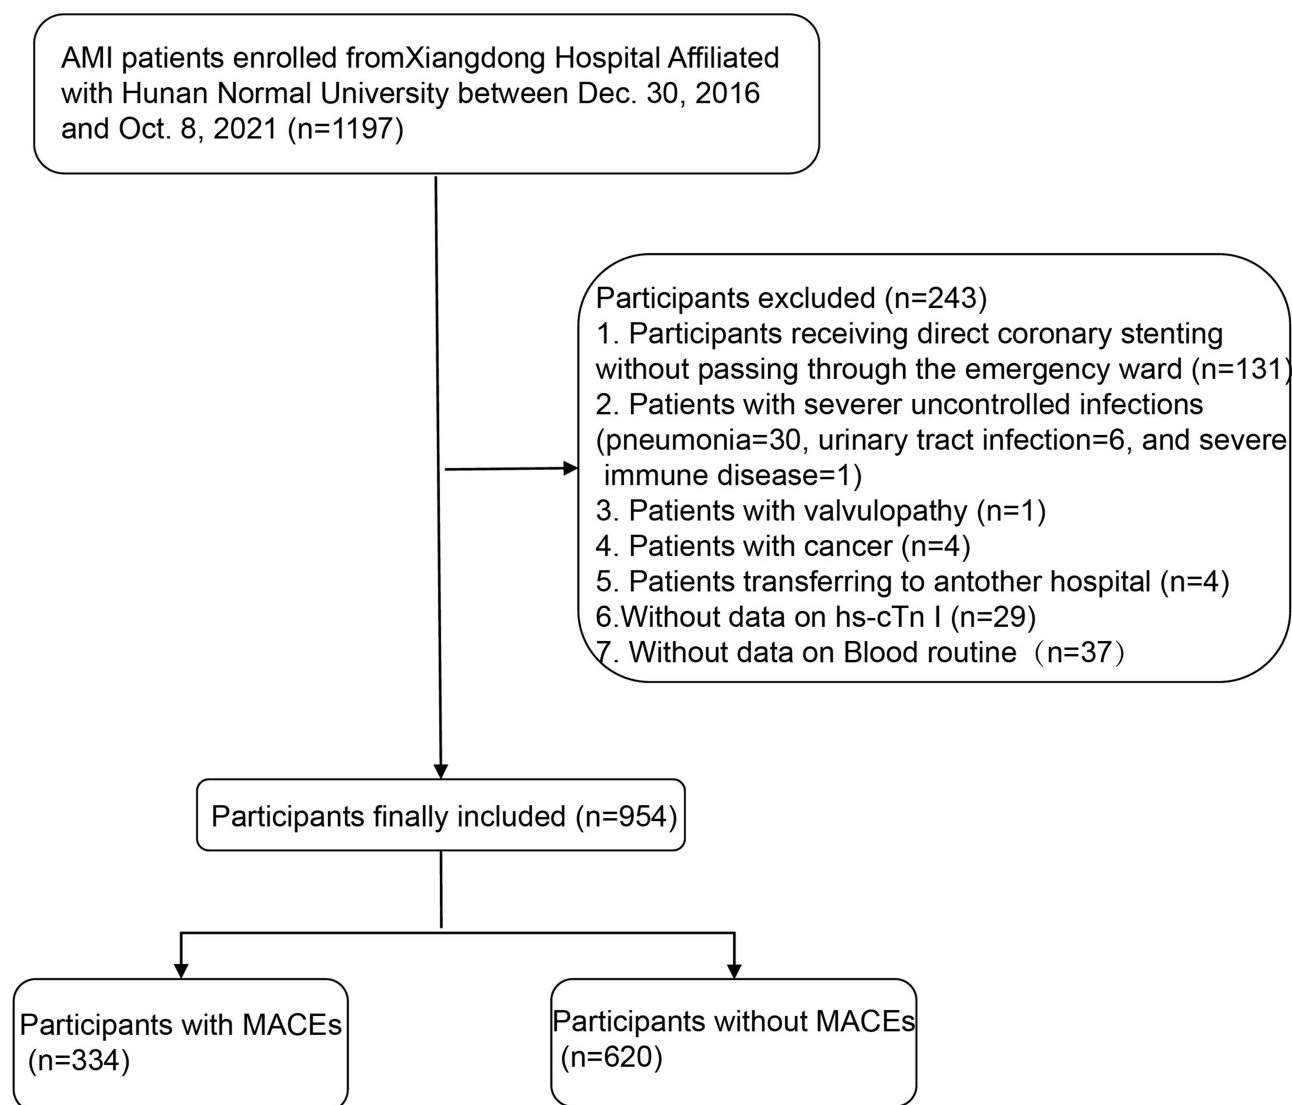 AMI patients enrolled fromXiangdong Hospital Affiliated
with Hunan Normal University between Dec. 30, 2016
and Oct. 8, 2021 (n=1197)
Participants excluded (n=243)
1. Participants receiving direct coronary stenting
without passing through the emergency ward (n=131)
2. Patients with severer uncontrolled infections
(pneumonia=30, urinary tract infection=6, and severe
immune disease=1)
3. Patients with valvulopathy (n=1)
4. Patients with cancer (n=4)
5. Patients transferring to antother hospital (n=4)
6.Without data on hs-cTn I (n=29)
7. Without data on Blood routine（n=37）
Participants finally included (n=954)
Participants with MACEs
(n=334)
Participants without MACEs
(n=620)